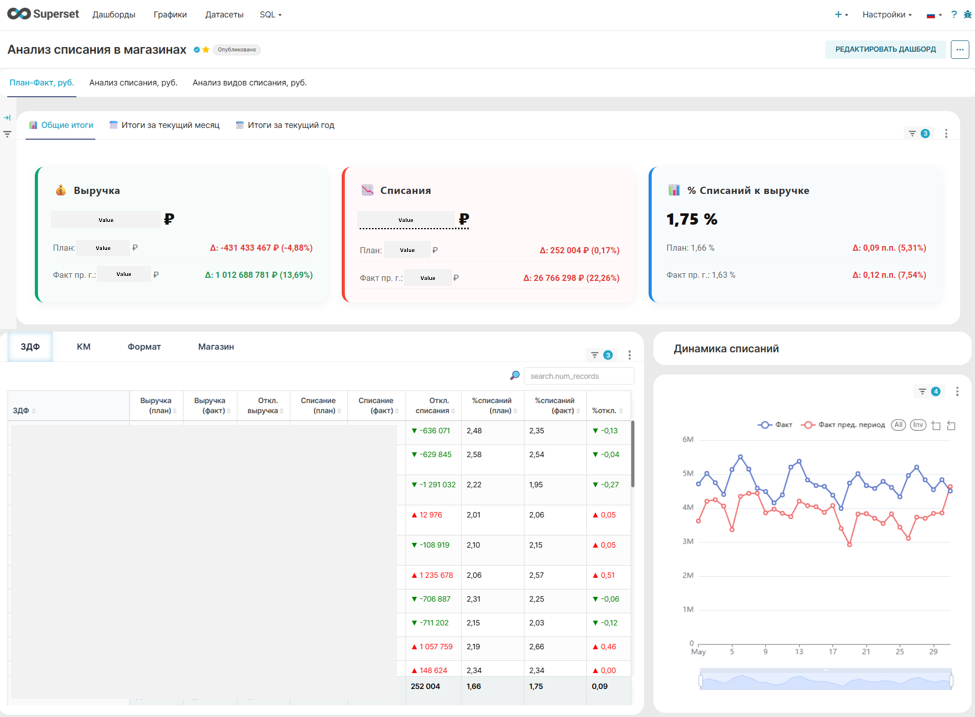 Superset Дашборды Графики Датасеты SQL Настройки ?
Анализ списания в магазинах Опубликовано РЕДАКТИРОВАТЬ ДАШБОРД ...
План-Факт, руб. Анализ списания, руб. Анализ видов списания, руб.
Общие итоги Итоги за текущий месяц Итоги за текущий год 3
Выручка
Value ₽
План: Value ₽ Δ: -431 433 467 ₽ (-4,88%)
Факт пр. г.: Value ₽ Δ: 1 012 688 781 ₽ (13,69%)
Списания
Value ₽
План: Value ₽ Δ: 252 004 ₽ (0,17%)
Факт пр. г.: Value ₽ Δ: 26 766 298 ₽ (22,26%)
% Списаний к выручке
1,75 %
План: 1,66 % Δ: 0,09 п.п. (5,31%)
Факт пр. г.: 1,63 % Δ: 0,12 п.п. (7,54%)
ЗДФ КМ Формат Магазин 3
search.num_records
ЗДФ Выручка (план) Выручка (факт) Откл. выручка Списание (план) Списание (факт) Откл. списания %списаний (план) %списаний (факт) %откл.
▼ -636 071 2,48 2,35 ▼ -0,13
▼ -629 845 2,58 2,54 ▼ -0,04
▼ -1 291 032 2,22 1,95 ▼ -0,27
▲ 12 976 2,01 2,06 ▲ 0,05
▼ -108 919 2,10 2,15 ▲ 0,05
▲ 1 235 678 2,06 2,57 ▲ 0,51
▼ -706 887 2,31 2,25 ▼ -0,06
▼ -711 202 2,15 2,03 ▼ -0,12
▲ 1 057 759 2,19 2,66 ▲ 0,46
▲ 148 624 2,34 2,34 ▲ 0,00
252 004 1,66 1,75 0,09
Динамика списаний
4
Факт Факт пред. период All Inv
6M
5M
4M
3M
2M
1M
0
May 5 9 13 17 21 25 29